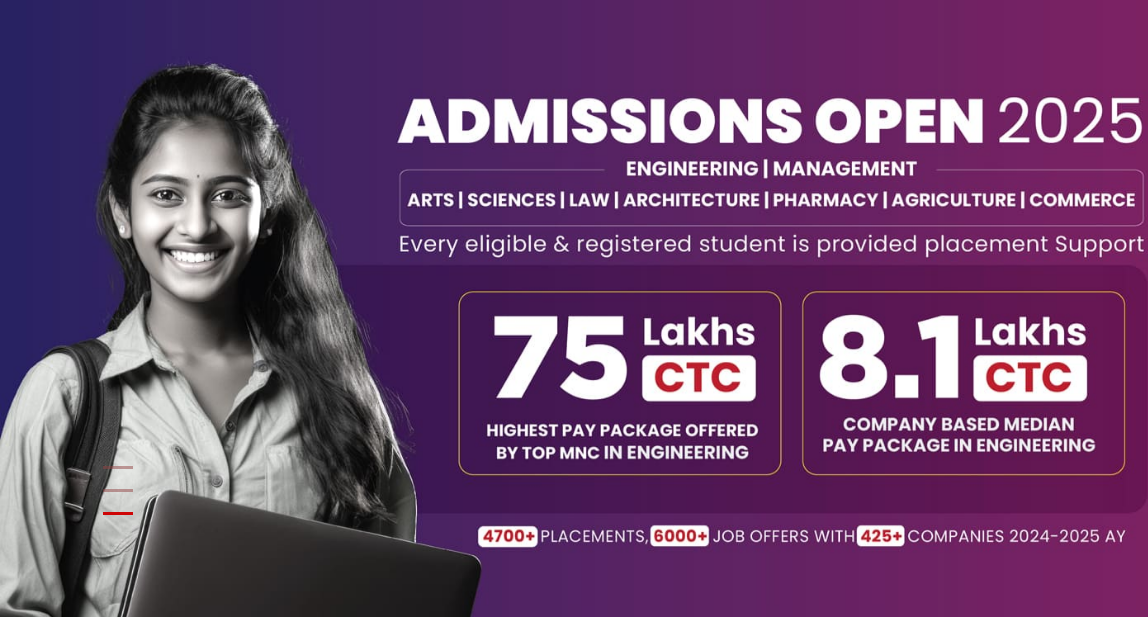 ADMISSIONS OPEN 2025
ENGINEERING | MANAGEMENT
ARTS | SCIENCES | LAW | ARCHITECTURE | PHARMACY | AGRICULTURE | COMMERCE
Every eligible & registered student is provided placement Support
75 Lakhs CTC
HIGHEST PAY PACKAGE OFFERED
BY TOP MNC IN ENGINEERING
8.1 Lakhs CTC
COMPANY BASED MEDIAN
PAY PACKAGE IN ENGINEERING
4700+ PLACEMENTS, 6000+ JOB OFFERS WITH 425+ COMPANIES 2024-2025 AY